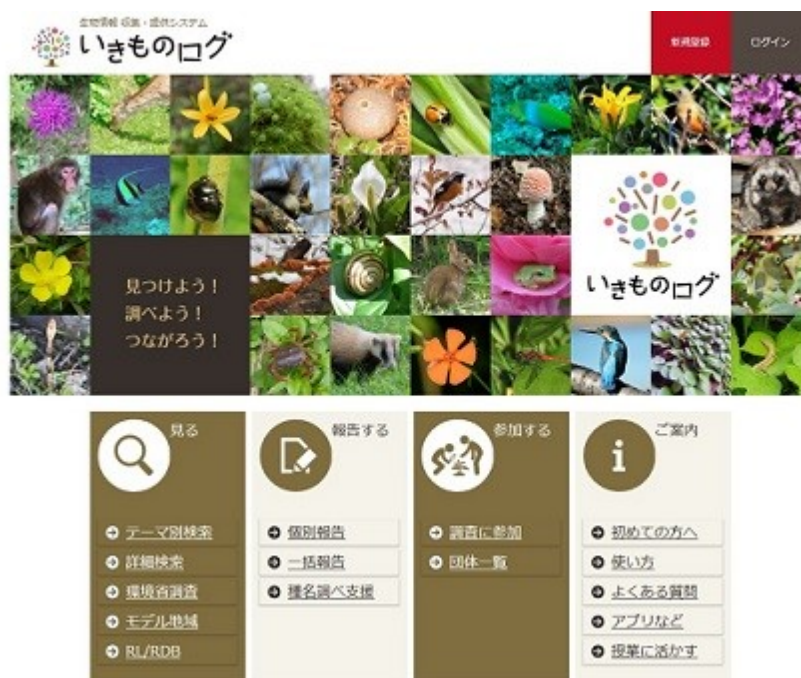 生物情報 収集・提供システム
いきものログ
新規登録
ログイン
見つけよう！
調べよう！
つながろう！
いきものログ
見る
テーマ別検索
詳細検索
環境省調査
モデル地域
RL/RDB
報告する
個別報告
一括報告
種名調べ支援
参加する
調査に参加
団体一覧
ご案内
初めての方へ
使い方
よくある質問
アプリなど
授業に活かす